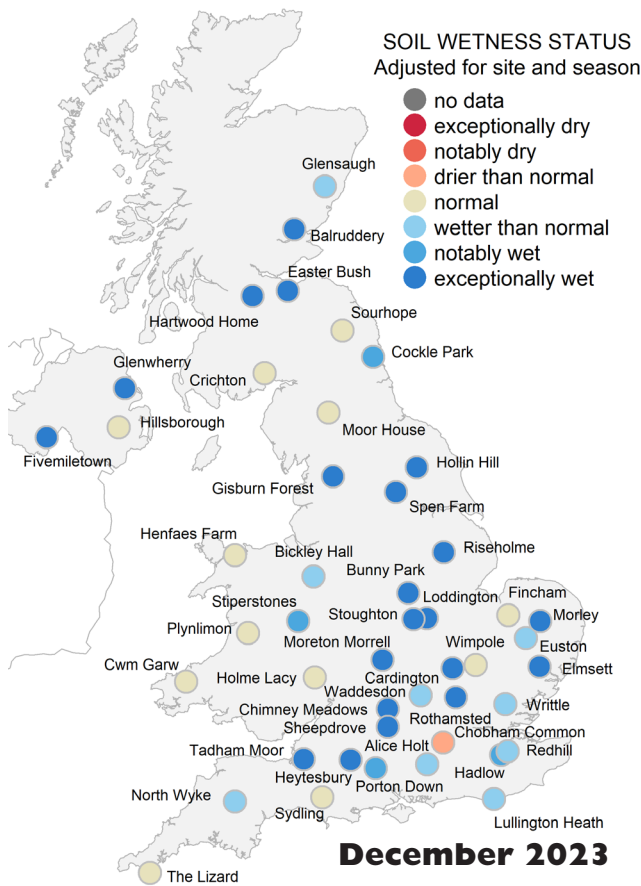 SOIL WETNESS STATUS
Adjusted for site and season
no data
exceptionally dry
notably dry
drier than normal
normal
wetter than normal
notably wet
exceptionally wet
Glensaugh
Balruddery
Easter Bush
Hartwood Home
Sourhope
Cockle Park
Glenwherry
Crichton
Hillsborough
Moor House
Fivemiletown
Hollin Hill
Gisburn Forest
Spen Farm
Henfaes Farm
Bickley Hall
Riseholme
Bunny Park
Stiperstones
Loddington
Fincham
Stoughton
Morley
Plynlimon
Moreton Morrell
Wimpole
Euston
Cwm Garw
Holme Lacy
Cardington
Elmsett
Waddesdon
Chimney Meadows
Rothamsted
Writtle
Sheepdrove
Chobham Common
Tadham Moor
Alice Holt
Redhill
Heytesbury
Hadlow
Porton Down
North Wyke
Sydling
Lullington Heath
December 2023
The Lizard